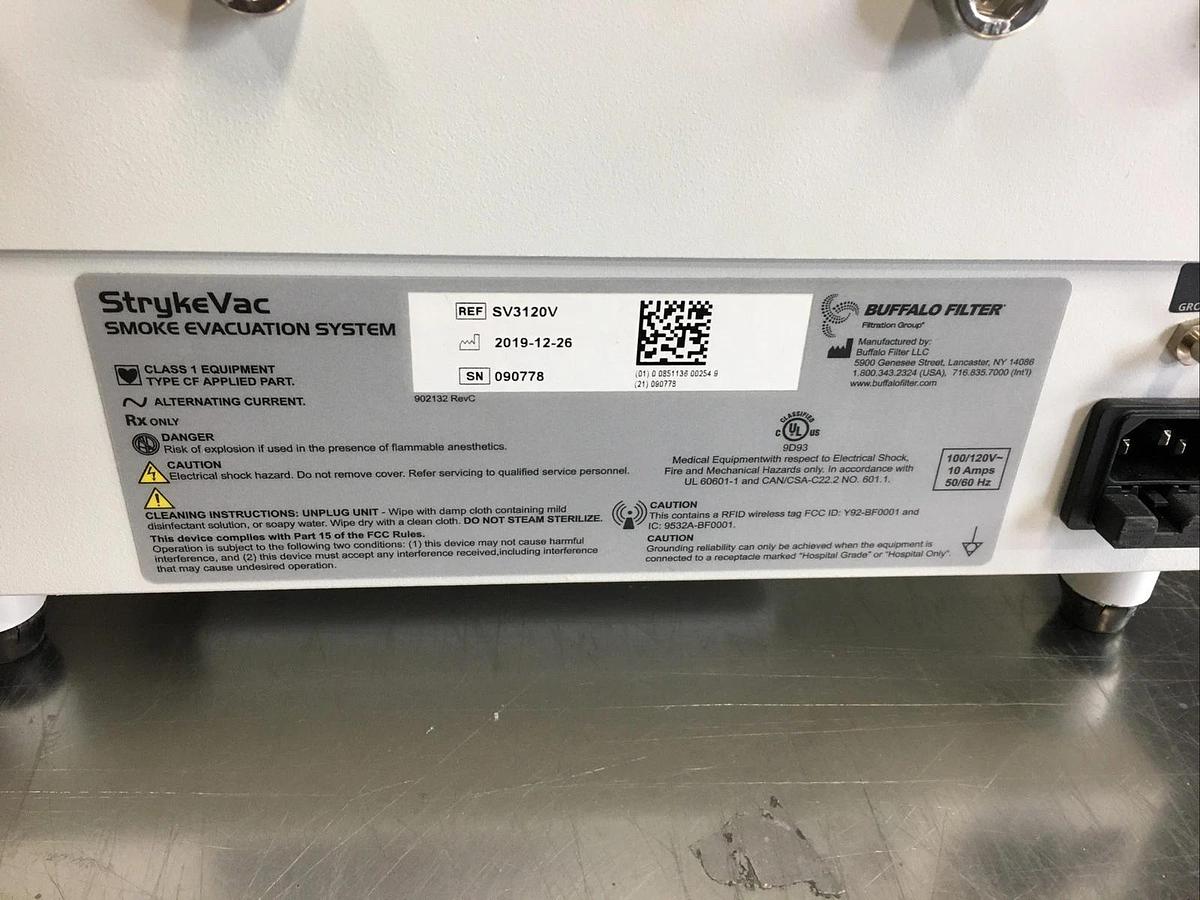 StrykeVac
SMOKE EVACUATION SYSTEM
CLASS 1 EQUIPMENT
TYPE CF APPLIED PART.
ALTERNATING CURRENT.
Rx ONLY
DANGER
Risk of explosion if used in the presence of flammable anesthetics.
CAUTION
Electrical shock hazard. Do not remove cover. Refer servicing to qualified service personnel.
CLEANING INSTRUCTIONS: UNPLUG UNIT - Wipe with damp cloth containing mild
disinfectant solution, or soapy water. Wipe dry with a clean cloth. DO NOT STEAM STERILIZE.
This device complies with Part 15 of the FCC Rules.
Operation is subject to the following two conditions: (1) this device may not cause harmful
interference, and (2) this device must accept any interference received,including interference
that may cause undesired operation.
REF SV3120V
2019-12-26
SN 090778
(01) 0 0851136 00254 9
(21) 090778
902132 RevC
BUFFALO FILTER
Filtration Group
Manufactured by:
Buffalo Filter LLC
5900 Genesee Street, Lancaster, NY 14086
1.800.343.2324 (USA), 716.835.7000 (Int'l)
www.buffalofilter.com
CLASSIFIED
C UL US
9D93
Medical Equipmentwith respect to Electrical Shock,
Fire and Mechanical Hazards only. In accordance with
UL 60601-1 and CAN/CSA-C22.2 NO. 601.1.
100/120V~
10 Amps
50/60 Hz
CAUTION
This contains a RFID wireless tag FCC ID: Y92-BF0001 and
IC: 9532A-BF0001.
CAUTION
Grounding reliability can only be achieved when the equipment is
connected to a receptacle marked "Hospital Grade" or "Hospital Only".